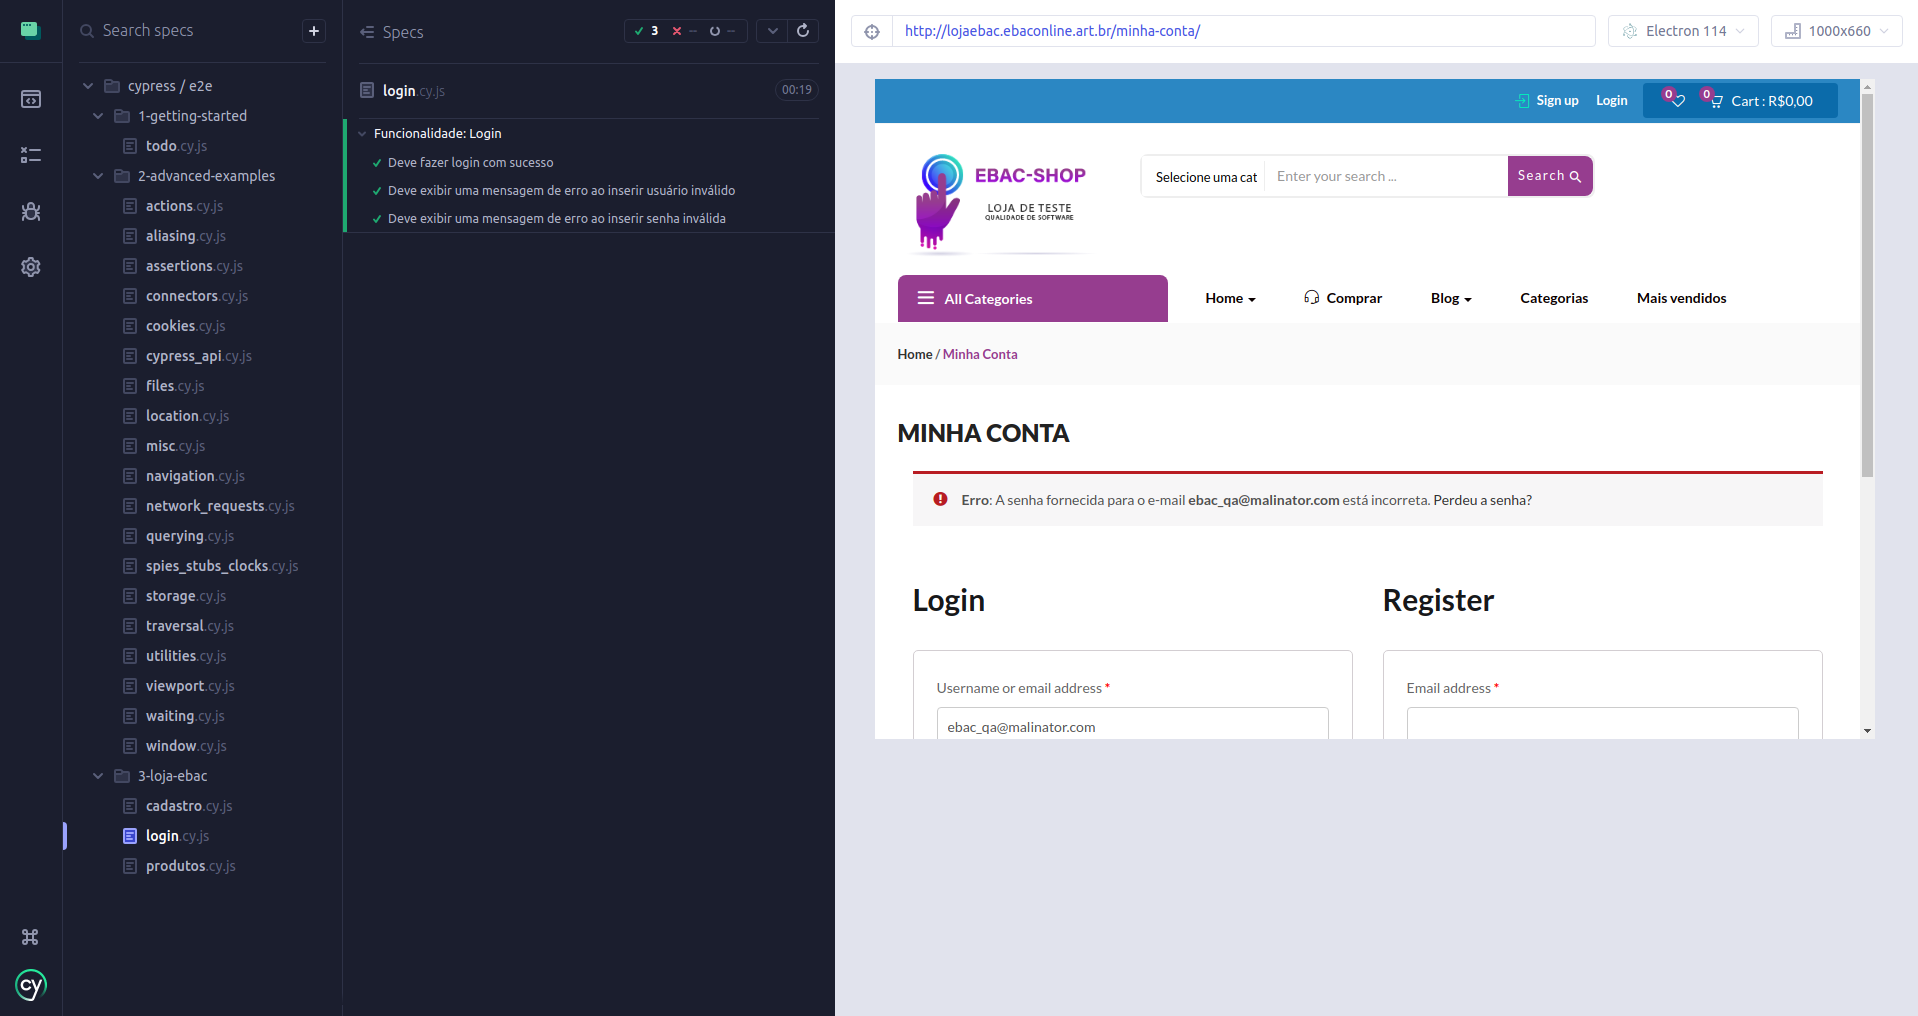 Search specs
+
cypress / e2e
1-getting-started
todo.cy.js
2-advanced-examples
actions.cy.js
aliasing.cy.js
assertions.cy.js
connectors.cy.js
cookies.cy.js
cypress_api.cy.js
files.cy.js
location.cy.js
misc.cy.js
navigation.cy.js
network_requests.cy.js
querying.cy.js
spies_stubs_clocks.cy.js
storage.cy.js
traversal.cy.js
utilities.cy.js
viewport.cy.js
waiting.cy.js
window.cy.js
3-loja-ebac
cadastro.cy.js
login.cy.js
produtos.cy.js
cy
Specs
3 -- --
login.cy.js 00:19
Funcionalidade: Login
Deve fazer login com sucesso
Deve exibir uma mensagem de erro ao inserir usuário inválido
Deve exibir uma mensagem de erro ao inserir senha inválida
http://lojaebac.ebaconline.art.br/minha-conta/
Electron 114
1000x660
Sign up Login 0 0 Cart : R$0,00
EBAC-SHOP
LOJA DE TESTE
QUALIDADE DE SOFTWARE
Selecione uma cat Enter your search ... Search
All Categories Home Comprar Blog Categorias Mais vendidos
Home / Minha Conta
MINHA CONTA
Erro: A senha fornecida para o e-mail ebac_qa@malinator.com está incorreta. Perdeu a senha?
Login
Username or email address *
ebac_qa@malinator.com
Register
Email address *